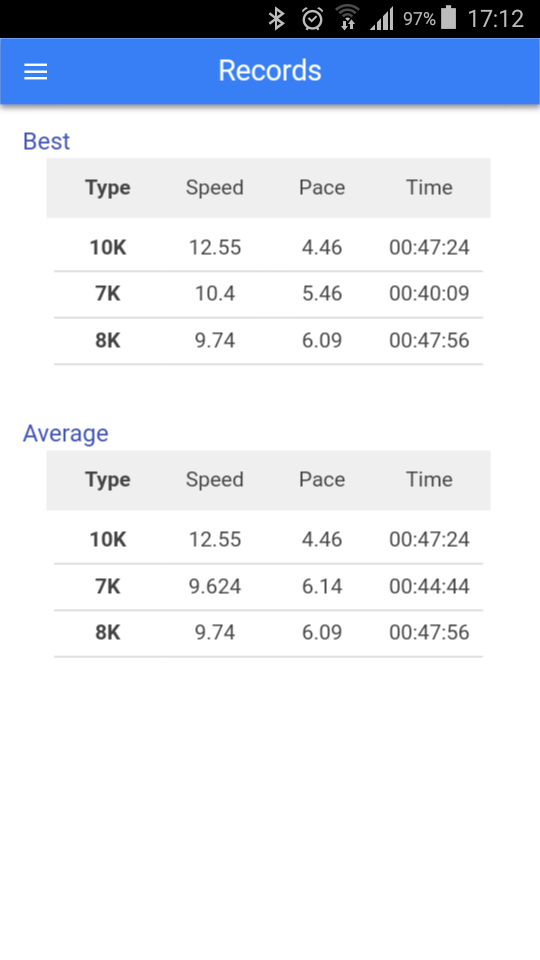 97% 17:12
Records
Best
Type Speed Pace Time
10K 12.55 4.46 00:47:24
7K 10.4 5.46 00:40:09
8K 9.74 6.09 00:47:56
Average
Type Speed Pace Time
10K 12.55 4.46 00:47:24
7K 9.624 6.14 00:44:44
8K 9.74 6.09 00:47:56